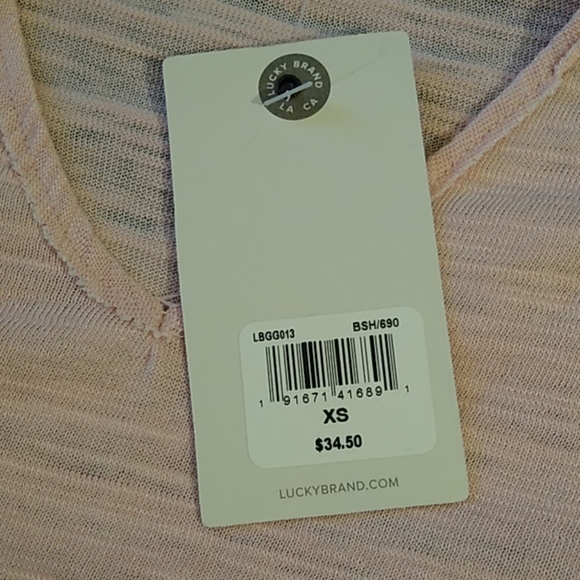 LUCKY BRAND
LA CA
LBGG013 BSH/690
1 91671 41689 1
XS
$34.50
LUCKYBRAND.COM